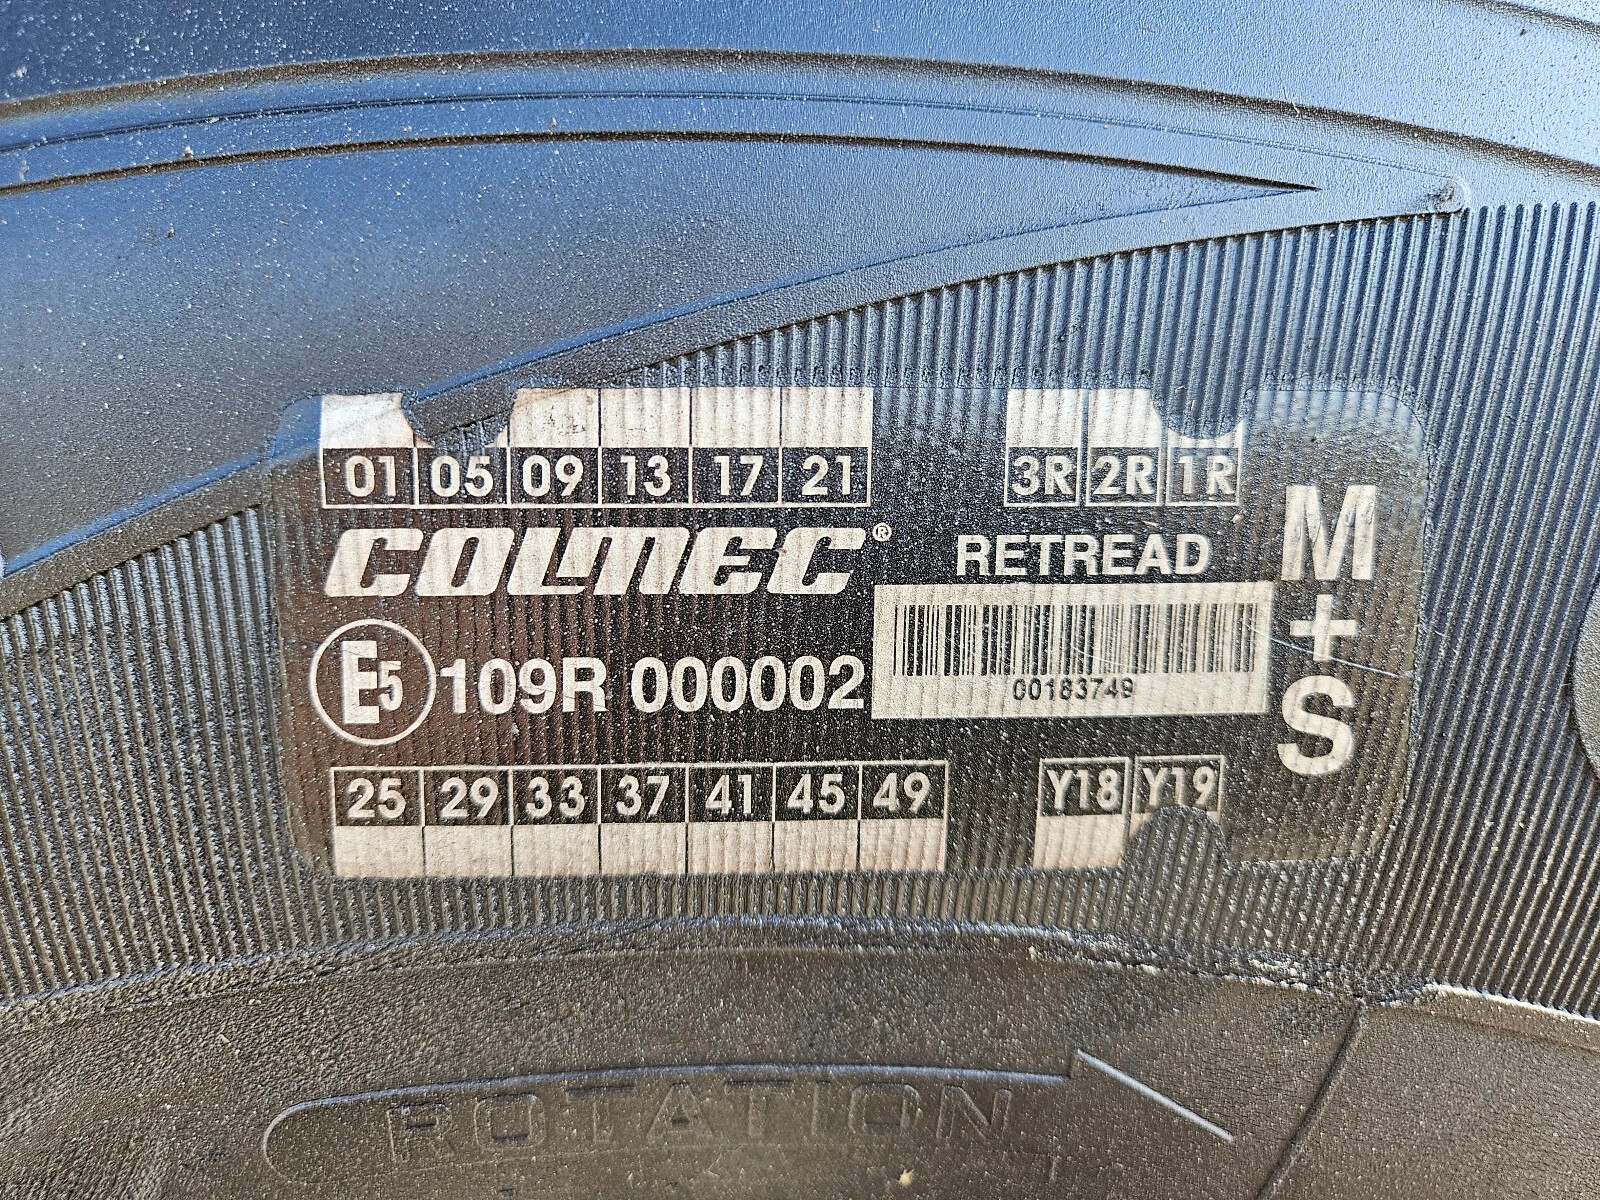 01 05 09 13 17 21 3R 2R 1R
COLMEC® RETREAD
M+S
E5 109R 000002
00183749
25 29 33 37 41 45 49 Y18 Y19
ROTATION